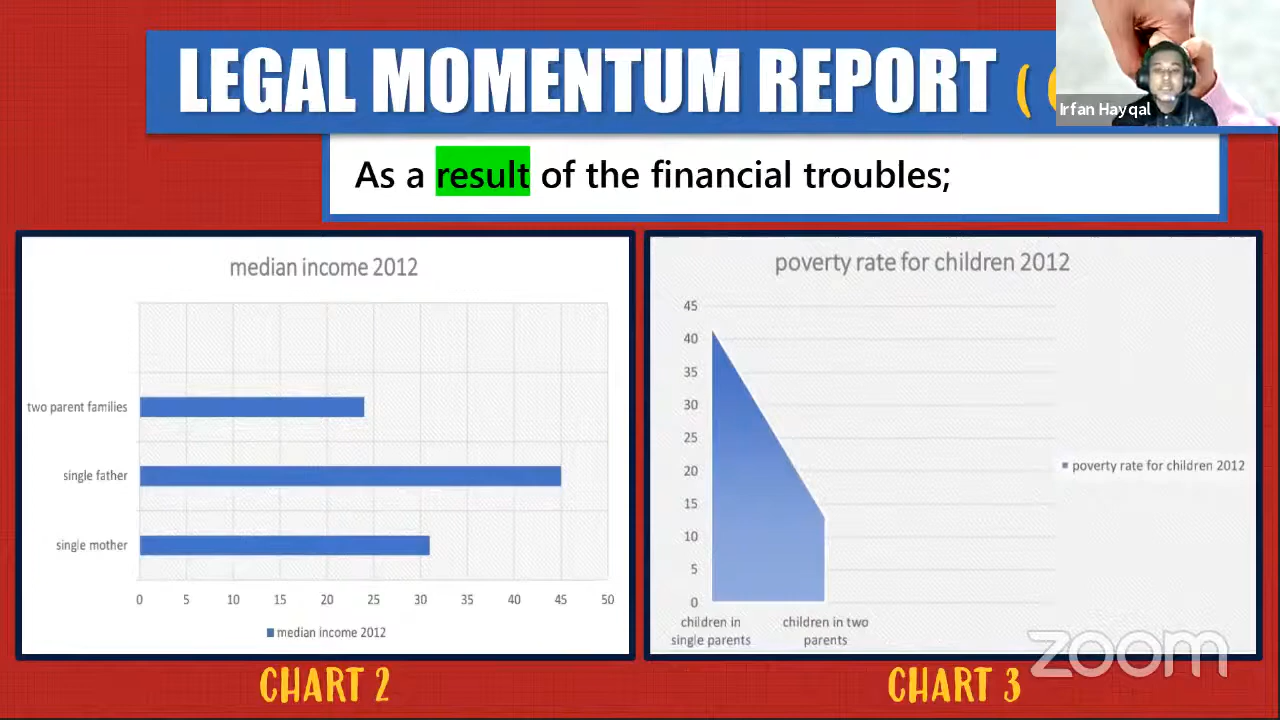 LEGAL MOMENTUM REPORT (
Irfan Hayqal
As a result of the financial troubles;
median income 2012
two parent families
single father
single mother
0 5 10 15 20 25 30 35 40 45 50
median income 2012
CHART 2
poverty rate for children 2012
45
40
35
30
25
20
15
10
5
0
children in
single parents
children in two
parents
poverty rate for children 2012
zoom
CHART 3